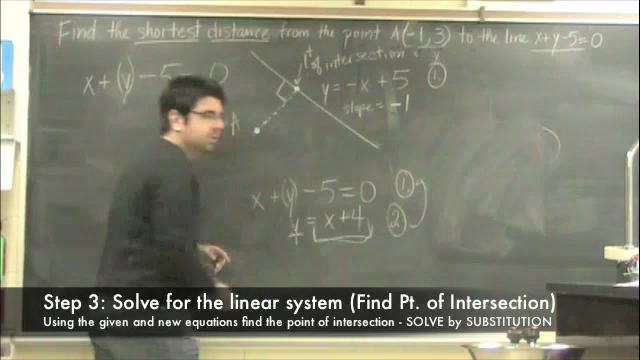 Find the shortest distance from the point A(-1,3) to the line x+y-5=0
x+(y)-5 0
Pt of intersection
y=-x+5 ①
slope = -1
A
x+(y)-5=0 ①
y=x+4 ②
Step 3: Solve for the linear system (Find Pt. of Intersection)
Using the given and new equations find the point of intersection - SOLVE by SUBSTITUTION